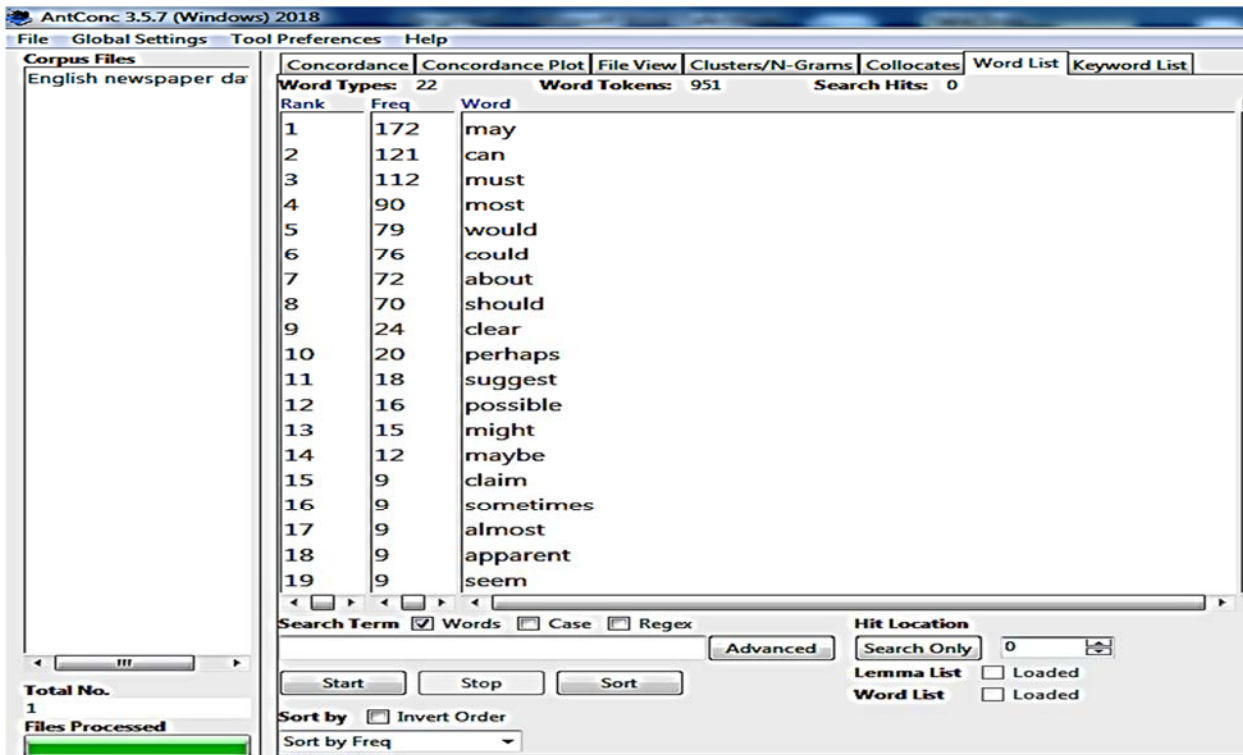 AntConc 3.5.7 (Windows) 2018
File Global Settings Tool Preferences Help
Corpus Files
English newspaper da
Concordance Concordance Plot File View Clusters/N-Grams Collocates Word List Keyword List
Word Types: 22 Word Tokens: 951 Search Hits: 0
Rank Freq Word
1 172 may
2 121 can
3 112 must
4 90 most
5 79 would
6 76 could
7 72 about
8 70 should
9 24 clear
10 20 perhaps
11 18 suggest
12 16 possible
13 15 might
14 12 maybe
15 9 claim
16 9 sometimes
17 9 almost
18 9 apparent
19 9 seem
Search Term Words Case Regex Hit Location
Advanced Search Only 0
Start Stop Sort Lemma List Loaded
Word List Loaded
Total No.
1
Files Processed
Sort by Invert Order
Sort by Freq